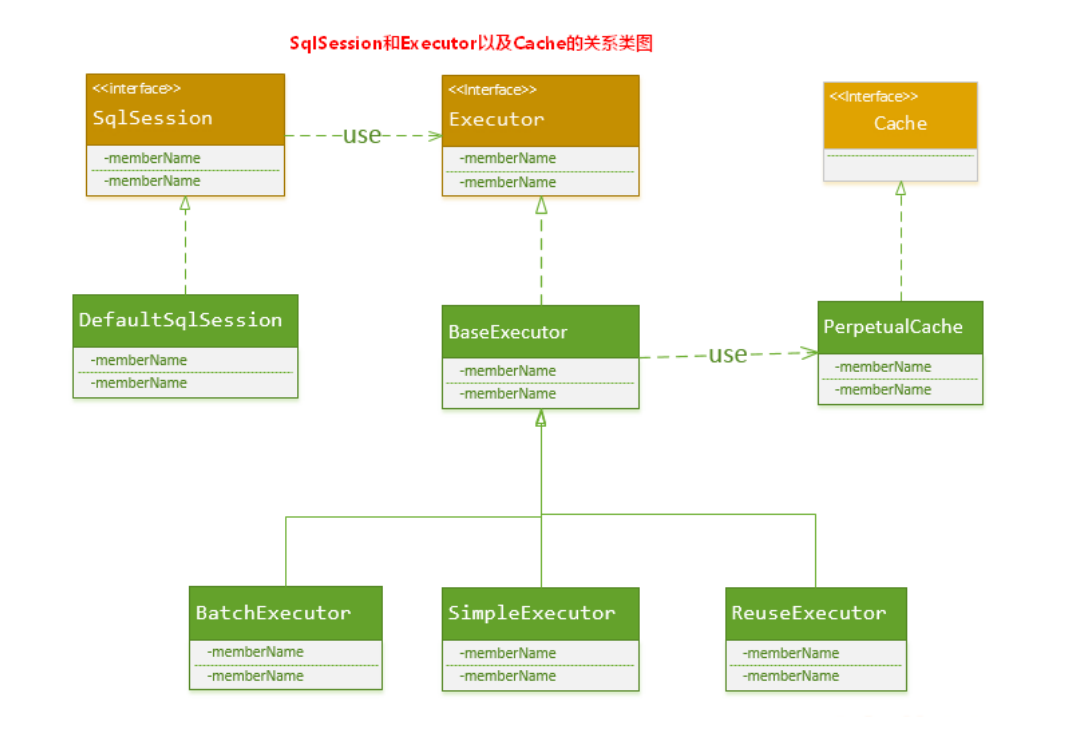 SqlSession和Executor以及Cache的关系类图
<<interface>>
SqlSession
-memberName
-memberName
use
<<Interface>>
Executor
-memberName
-memberName
<<Interface>>
Cache
DefaultSqlSession
-memberName
-memberName
BaseExecutor
-memberName
-memberName
use
PerpetualCache
-memberName
-memberName
BatchExecutor
-memberName
-memberName
SimpleExecutor
-memberName
-memberName
ReuseExecutor
-memberName
-memberName